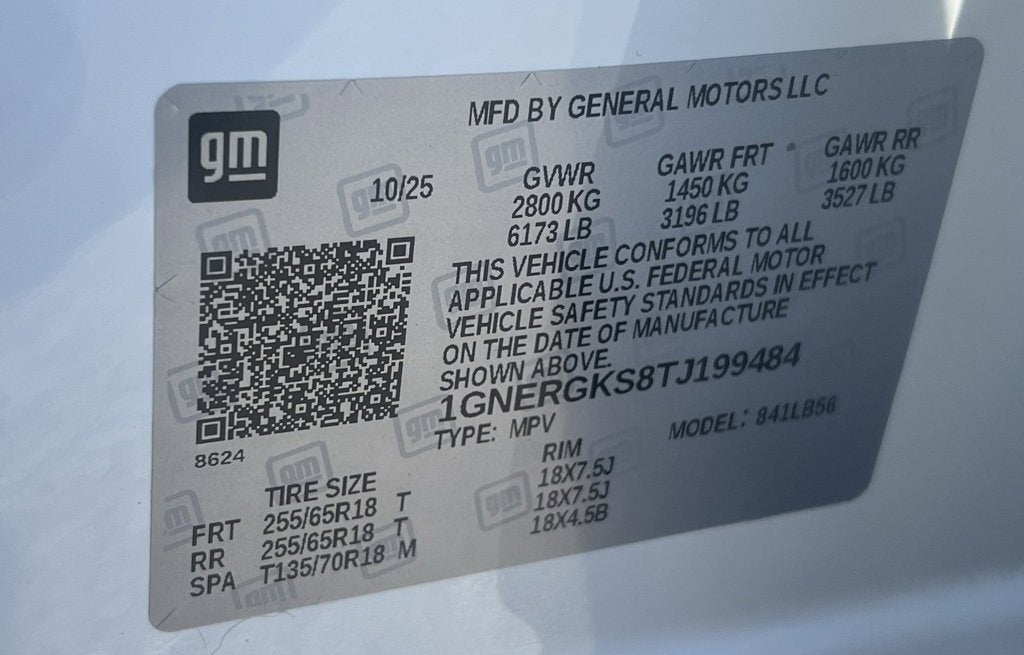 gm
MFD BY GENERAL MOTORS LLC
10/25
GVWR GAWR FRT GAWR RR
2800 KG 1450 KG 1600 KG
6173 LB 3196 LB 3527 LB
THIS VEHICLE CONFORMS TO ALL
APPLICABLE U.S. FEDERAL MOTOR
VEHICLE SAFETY STANDARDS IN EFFECT
ON THE DATE OF MANUFACTURE
SHOWN ABOVE.
1GNERGKS8TJ199484
TYPE: MPV MODEL: 841LB56
8624
TIRE SIZE RIM
FRT 255/65R18 T 18X7.5J
RR 255/65R18 T 18X7.5J
SPA T135/70R18 M 18X4.5B